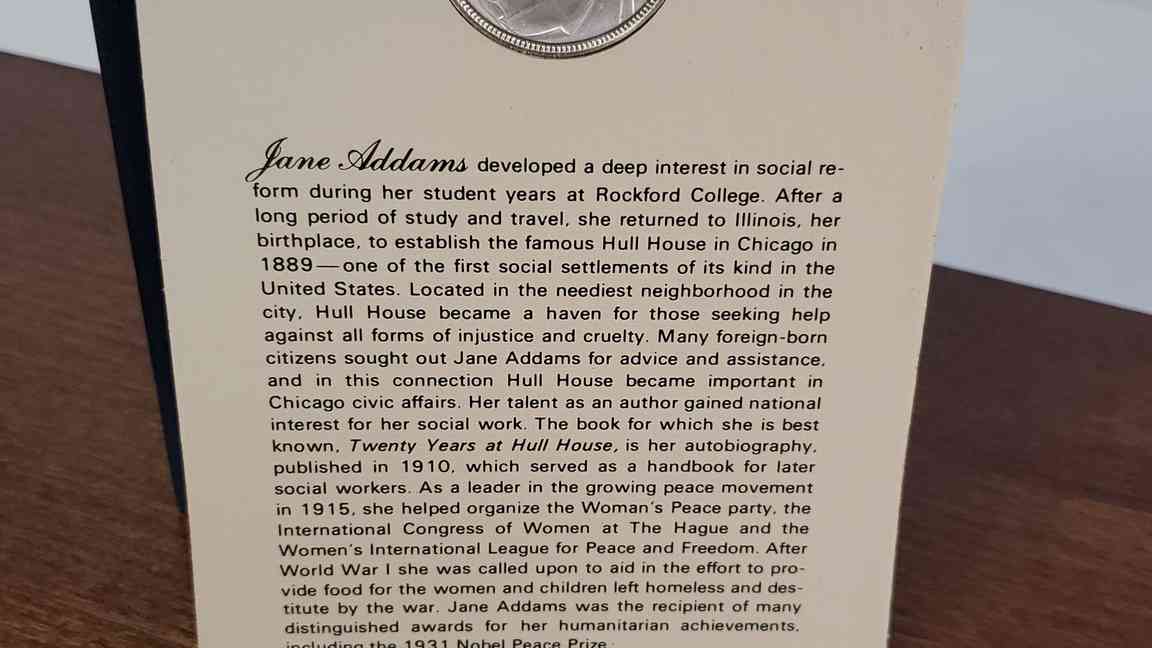 Jane Addams developed a deep interest in social re-
form during her student years at Rockford College. After a
long period of study and travel, she returned to Illinois, her
birthplace, to establish the famous Hull House in Chicago in
1889—one of the first social settlements of its kind in the
United States. Located in the neediest neighborhood in the
city, Hull House became a haven for those seeking help
against all forms of injustice and cruelty. Many foreign-born
citizens sought out Jane Addams for advice and assistance,
and in this connection Hull House became important in
Chicago civic affairs. Her talent as an author gained national
interest for her social work. The book for which she is best
known, Twenty Years at Hull House, is her autobiography,
published in 1910, which served as a handbook for later
social workers. As a leader in the growing peace movement
in 1915, she helped organize the Woman's Peace party, the
International Congress of Women at The Hague and the
Women's International League for Peace and Freedom. After
World War I she was called upon to aid in the effort to pro-
vide food for the women and children left homeless and des-
titute by the war. Jane Addams was the recipient of many
distinguished awards for her humanitarian achievements,
including the 1931 Nobel Peace Prize.